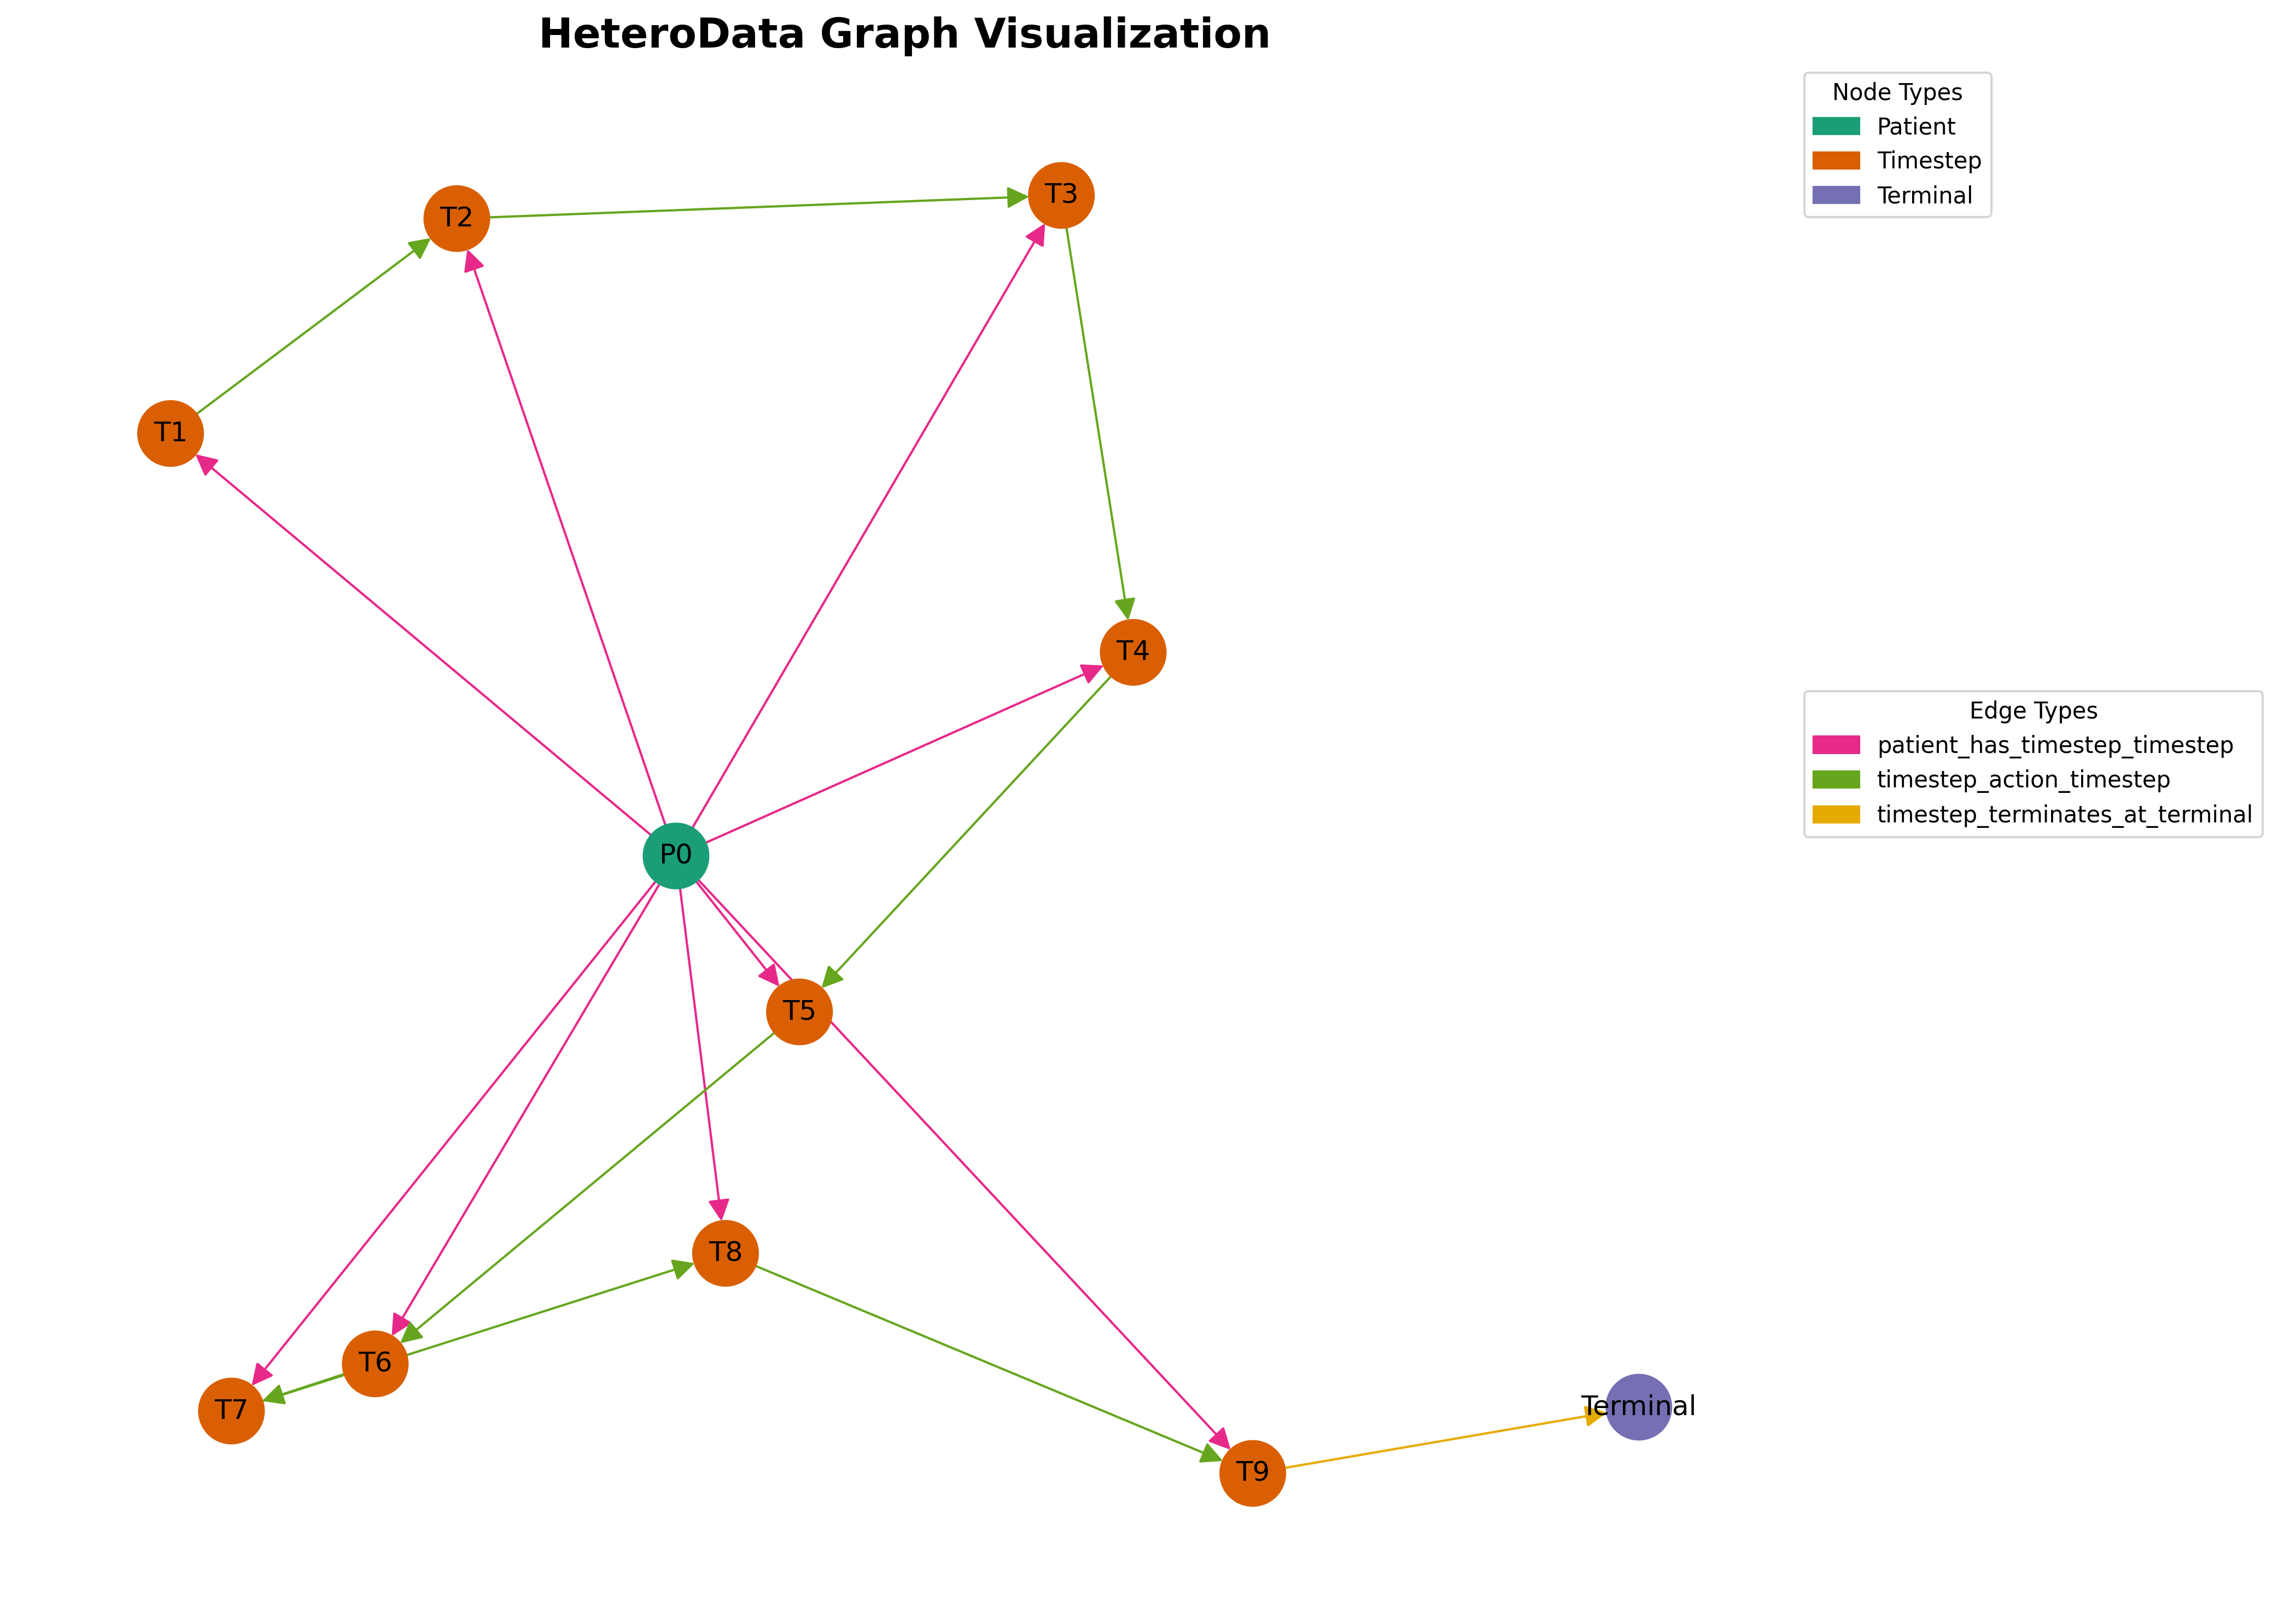 HeteroData Graph Visualization
Node Types
Patient
Timestep
Terminal
T3
T2
T1
T4
Edge Types
patient_has_timestep_timestep
timestep_action_timestep
timestep_terminates_at_terminal
P0
T5
T8
T6
T7
Terminal
T9